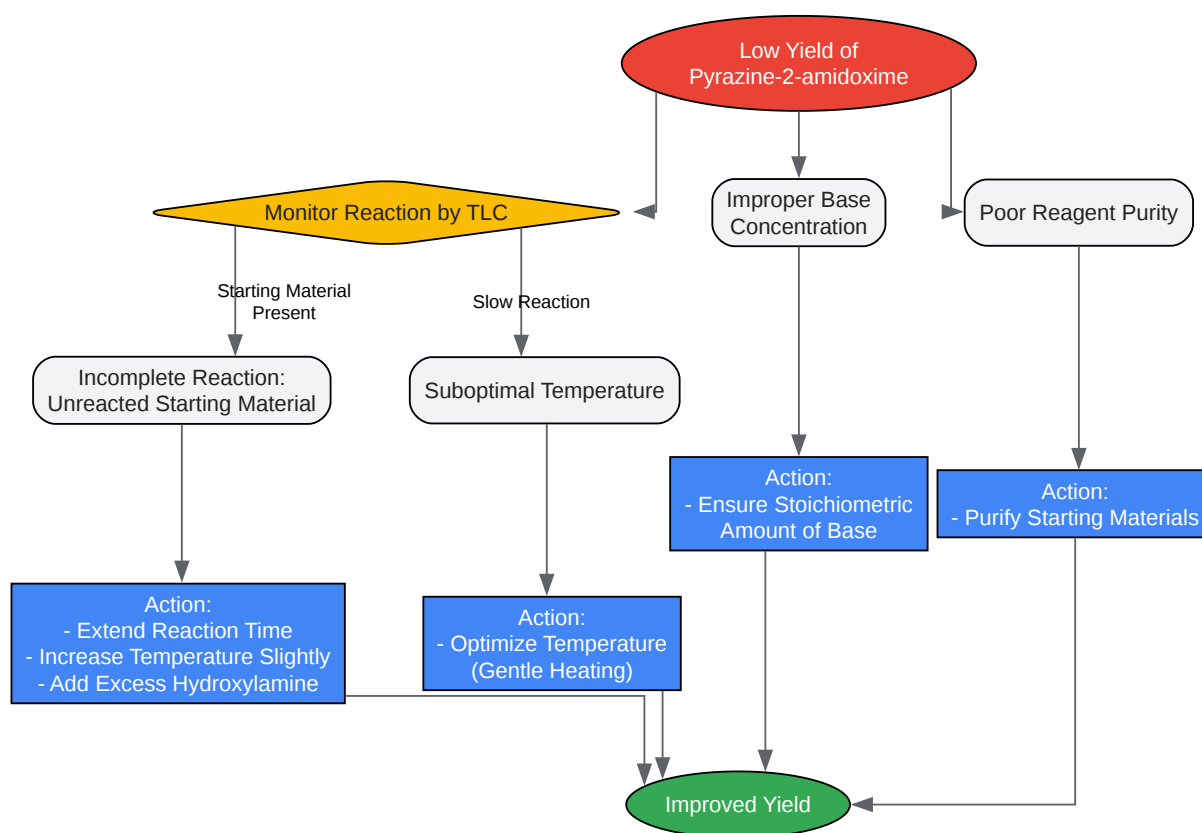 Low Yield of
Pyrazine-2-amidoxime
Monitor Reaction by TLC
Improper Base
Concentration
Poor Reagent Purity
Starting Material
Present
Slow Reaction
Incomplete Reaction:
Unreacted Starting Material
Suboptimal Temperature
Action:
- Ensure Stoichiometric
Amount of Base
Action:
- Purify Starting Materials
Action:
- Extend Reaction Time
- Increase Temperature Slightly
- Add Excess Hydroxylamine
Action:
- Optimize Temperature
(Gentle Heating)
Improved Yield